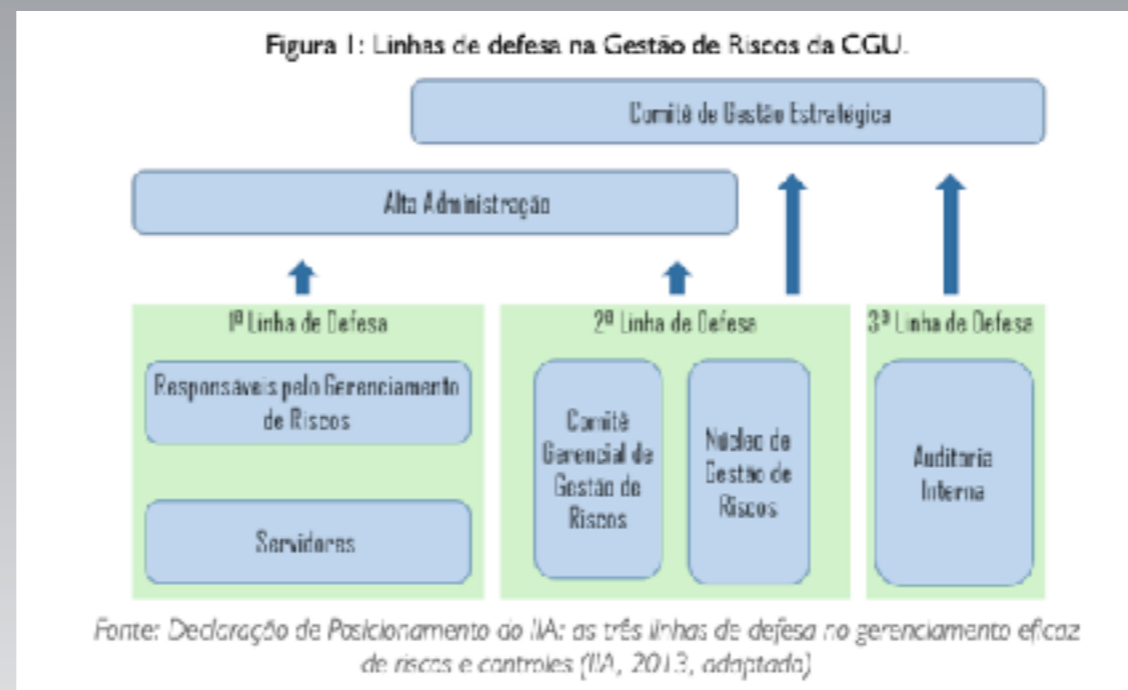 Figura 1: Linhas de defesa na Gestão de Riscos da CGU.
Comitê de Gestão Estratégica
Alta Administração
1ª Linha de Defesa
Responsáveis pelo Gerenciamento
de Riscos
Servidores
2ª Linha de Defesa
Comitê
Gerencial de
Gestão de
Riscos
Núcleo de
Gestão de
Riscos
3ª Linha de Defesa
Auditoria
Interna
Fonte: Declaração de Posicionamento do IIA: as três linhas de defesa no gerenciamento eficaz
de riscos e controles (IIA, 2013, adaptado)